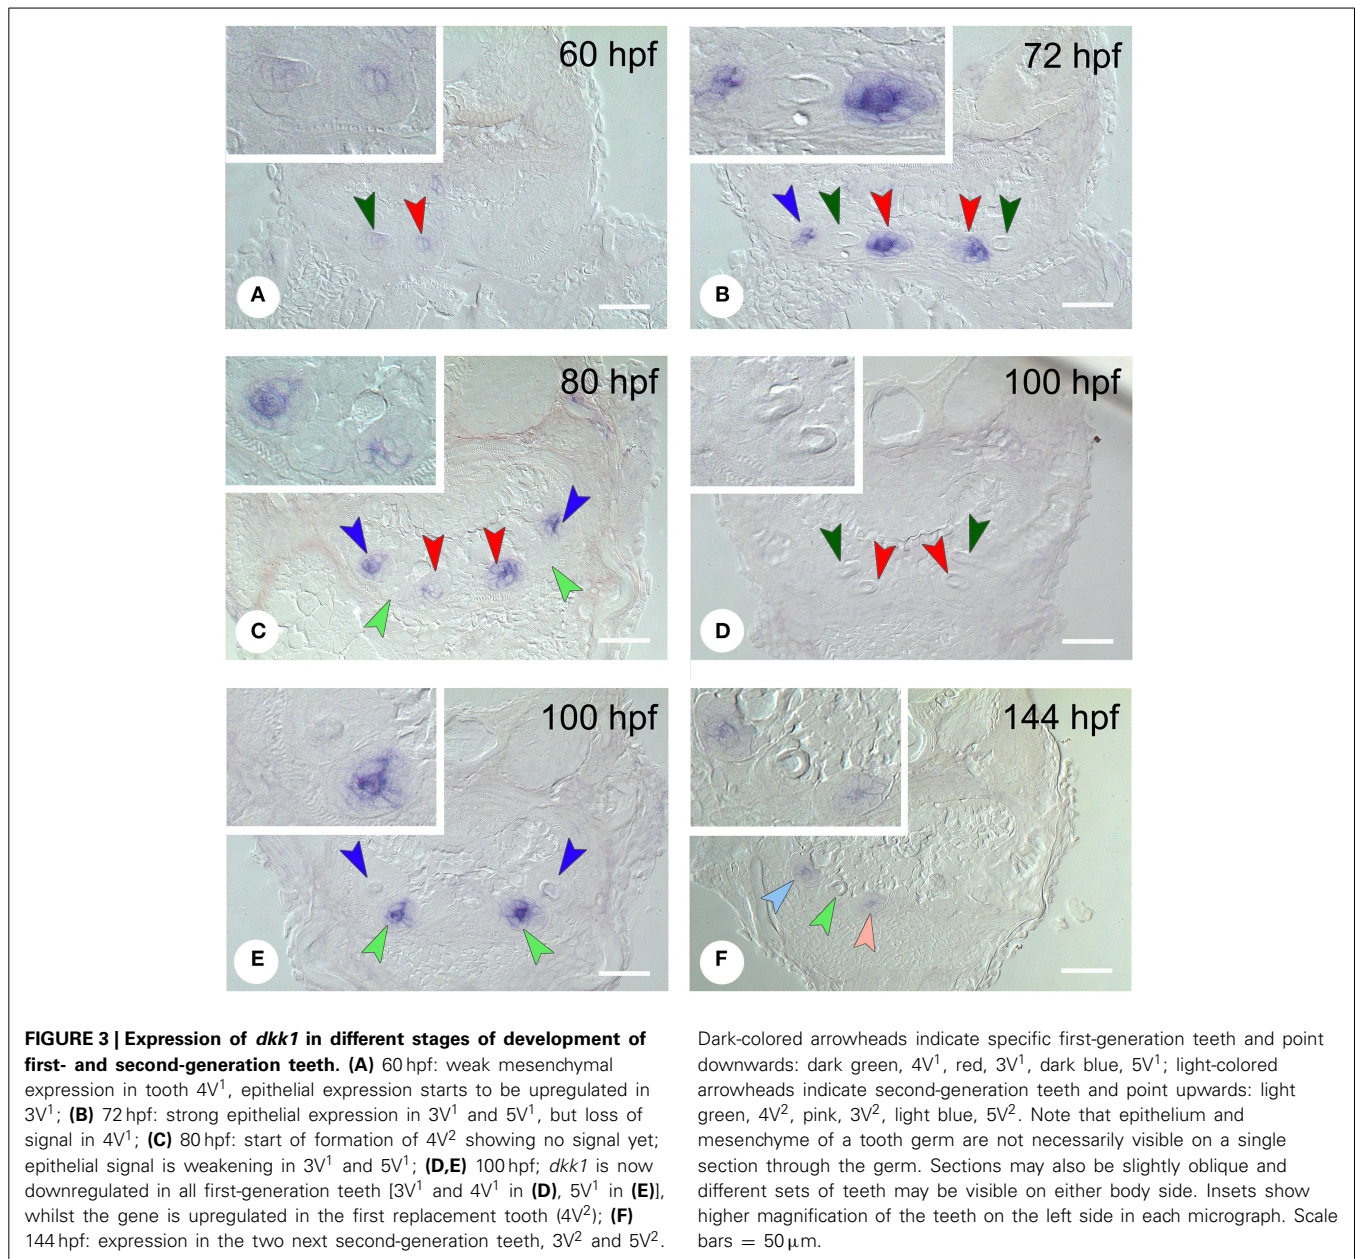 60 hpf
72 hpf
A
B
80 hpf
100 hpf
C
D
100 hpf
144 hpf
E
F
FIGURE 3 | Expression of dkk1 in different stages of development of
first- and second-generation teeth. (A) 60 hpf: weak mesenchymal
expression in tooth 4V¹, epithelial expression starts to be upregulated in
3V¹; (B) 72 hpf: strong epithelial expression in 3V¹ and 5V¹, but loss of
signal in 4V¹; (C) 80 hpf: start of formation of 4V² showing no signal yet;
epithelial signal is weakening in 3V¹ and 5V¹; (D,E) 100 hpf; dkk1 is now
downregulated in all first-generation teeth [3V¹ and 4V¹ in (D), 5V¹ in (E)],
whilst the gene is upregulated in the first replacement tooth (4V²); (F)
144 hpf: expression in the two next second-generation teeth, 3V² and 5V².
Dark-colored arrowheads indicate specific first-generation teeth and point
downwards: dark green, 4V¹, red, 3V¹, dark blue, 5V¹; light-colored
arrowheads indicate second-generation teeth and point upwards: light
green, 4V², pink, 3V², light blue, 5V². Note that epithelium and
mesenchyme of a tooth germ are not necessarily visible on a single
section through the germ. Sections may also be slightly oblique and
different sets of teeth may be visible on either body side. Insets show
higher magnification of the teeth on the left side in each micrograph. Scale
bars = 50 μm.